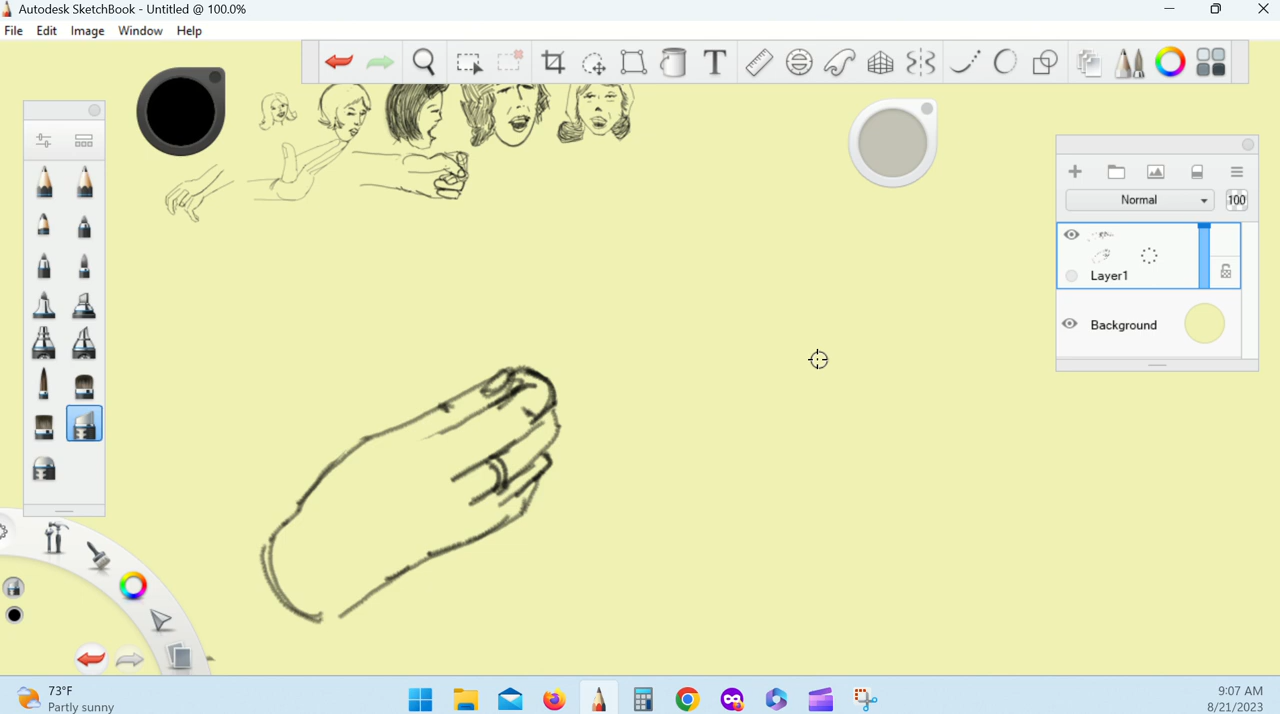 Autodesk SketchBook - Untitled @ 100.0%
File Edit Image Window Help
T
Normal 100
Layer1
Background
73°F
Partly sunny
9:07 AM
8/21/2023